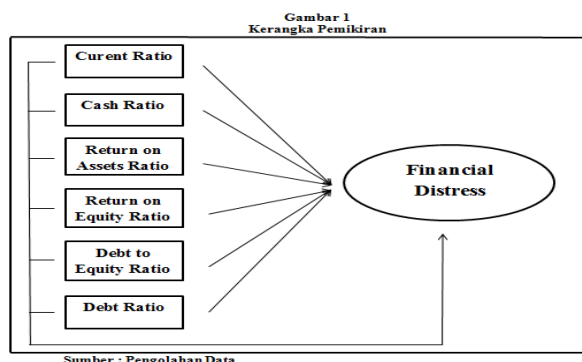 Gambar 1
Kerangka Pemikiran
Curent Ratio
Cash Ratio
Return on
Assets Ratio
Return on
Equity Ratio
Debt to
Equity Ratio
Debt Ratio
Financial
Distress
Sumber : Pengolahan Data